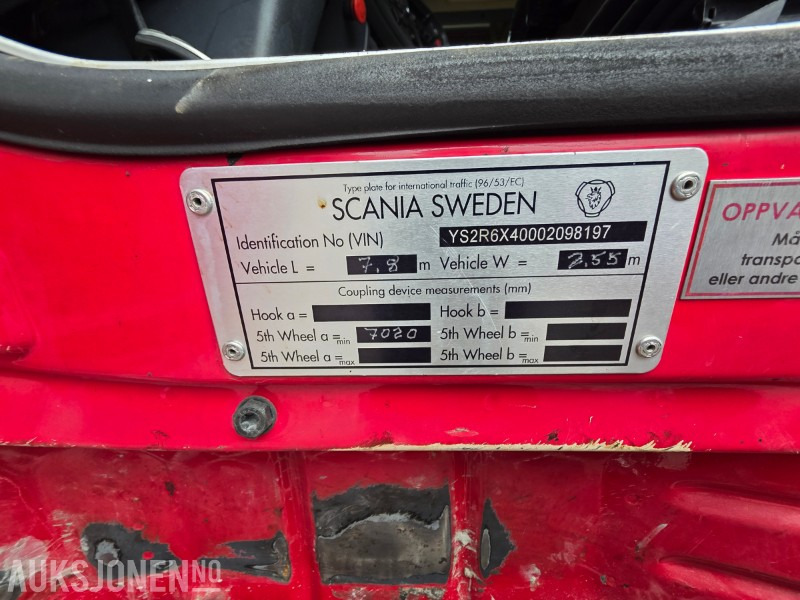 Type plate for international traffic (96/53/EC)
SCANIA SWEDEN
Identification No (VIN) YS2R6X40002098197
Vehicle L = 7.8 m Vehicle W = 2.55 m
Coupling device measurements (mm)
Hook a = Hook b =
5th Wheel a =min 7020 5th Wheel b =min
5th Wheel a =max 5th Wheel b =max
OPPVA
Må
transpo
eller andre
AUKSJONEN.NO